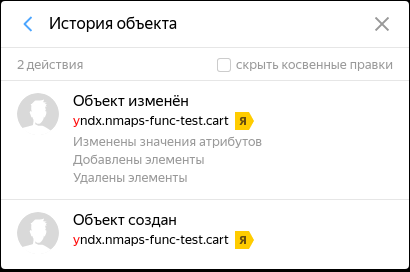 История объекта
2 действия скрыть косвенные правки
Объект изменён
yndx.nmaps-func-test.cart Я
Изменены значения атрибутов
Добавлены элементы
Удалены элементы
Объект создан
yndx.nmaps-func-test.cart Я